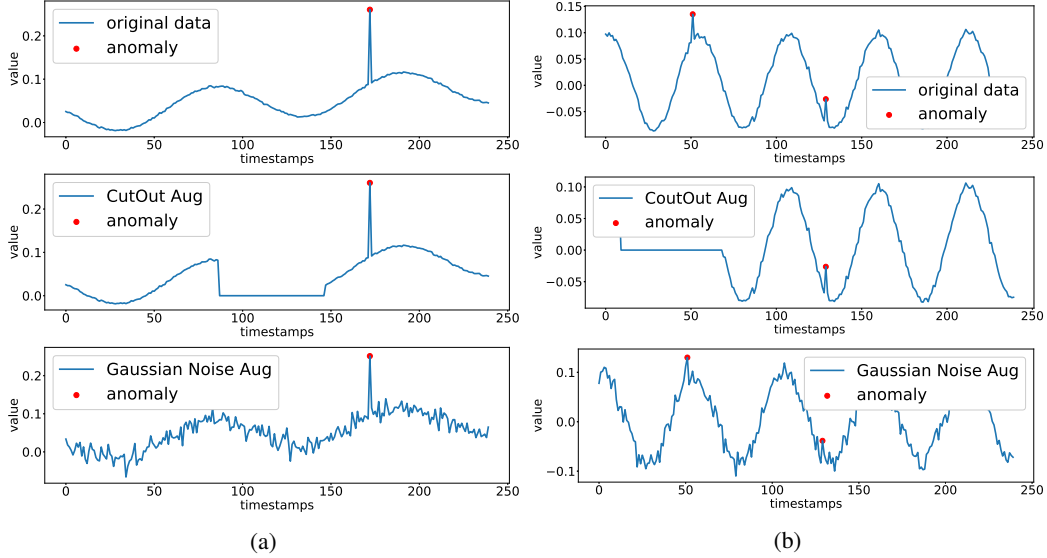 original data
anomaly
value
0.2
0.1
0.0
0 50 100 150 200 250
timestamps
CutOut Aug
anomaly
value
0.2
0.1
0.0
0 50 100 150 200 250
timestamps
Gaussian Noise Aug
anomaly
value
0.2
0.1
0.0
0 50 100 150 200 250
timestamps
(a)
0.15
0.10
0.05
0.00
−0.05
value
original data
anomaly
0 50 100 150 200 250
timestamps
CoutOut Aug
anomaly
value
0.10
0.05
0.00
−0.05
0 50 100 150 200 250
timestamps
Gaussian Noise Aug
anomaly
value
0.1
0.0
−0.1
0 50 100 150 200 250
timestamps
(b)